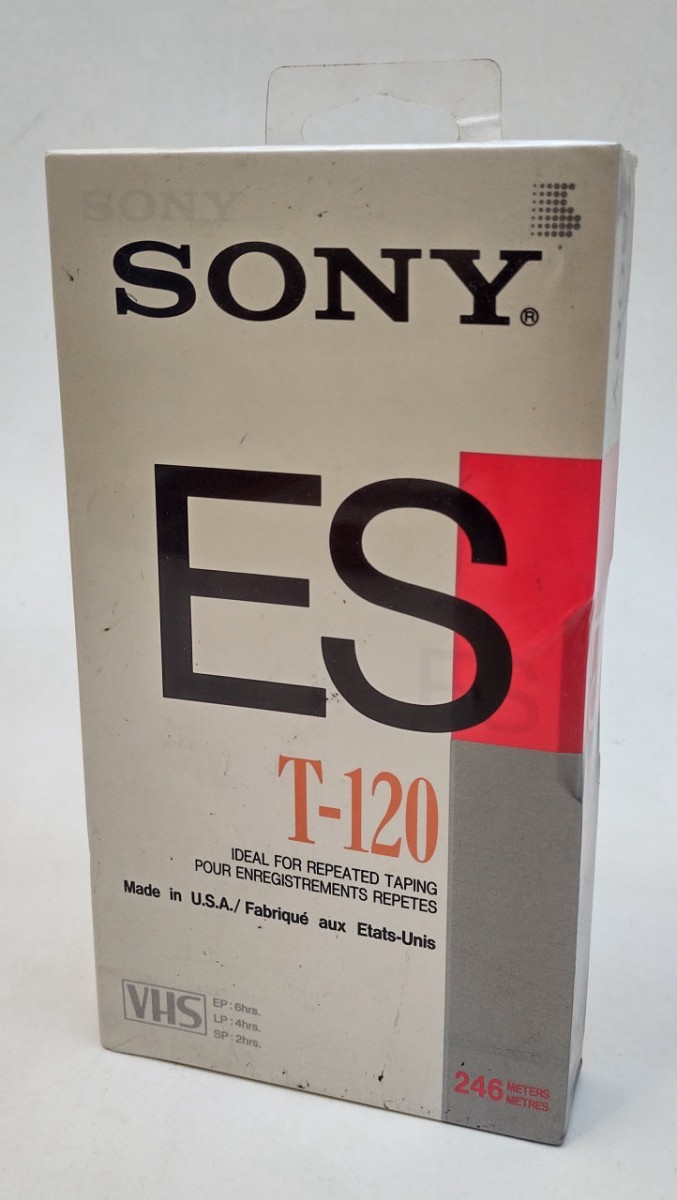 SONY
SONY®
ES
ES
T-120
IDEAL FOR REPEATED TAPING
POUR ENREGISTREMENTS REPETES
Made in U.S.A./ Fabriqué aux Etats-Unis
VHS
EP:6hrs.
LP:4hrs.
SP:2hrs.
246 METERS
METRES